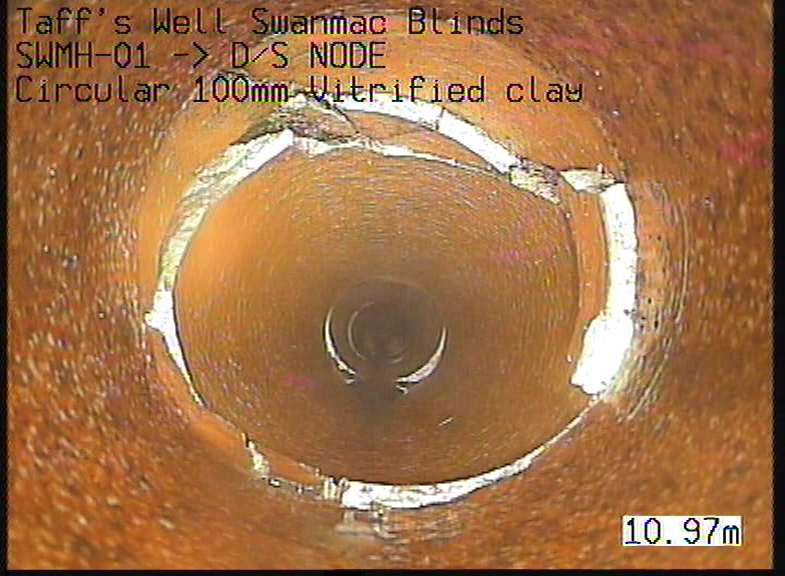 Taff's Well Swanmac Blinds
SWMH-01 -> D/S NODE
Circular 100mm Vitrified clay
10.97m